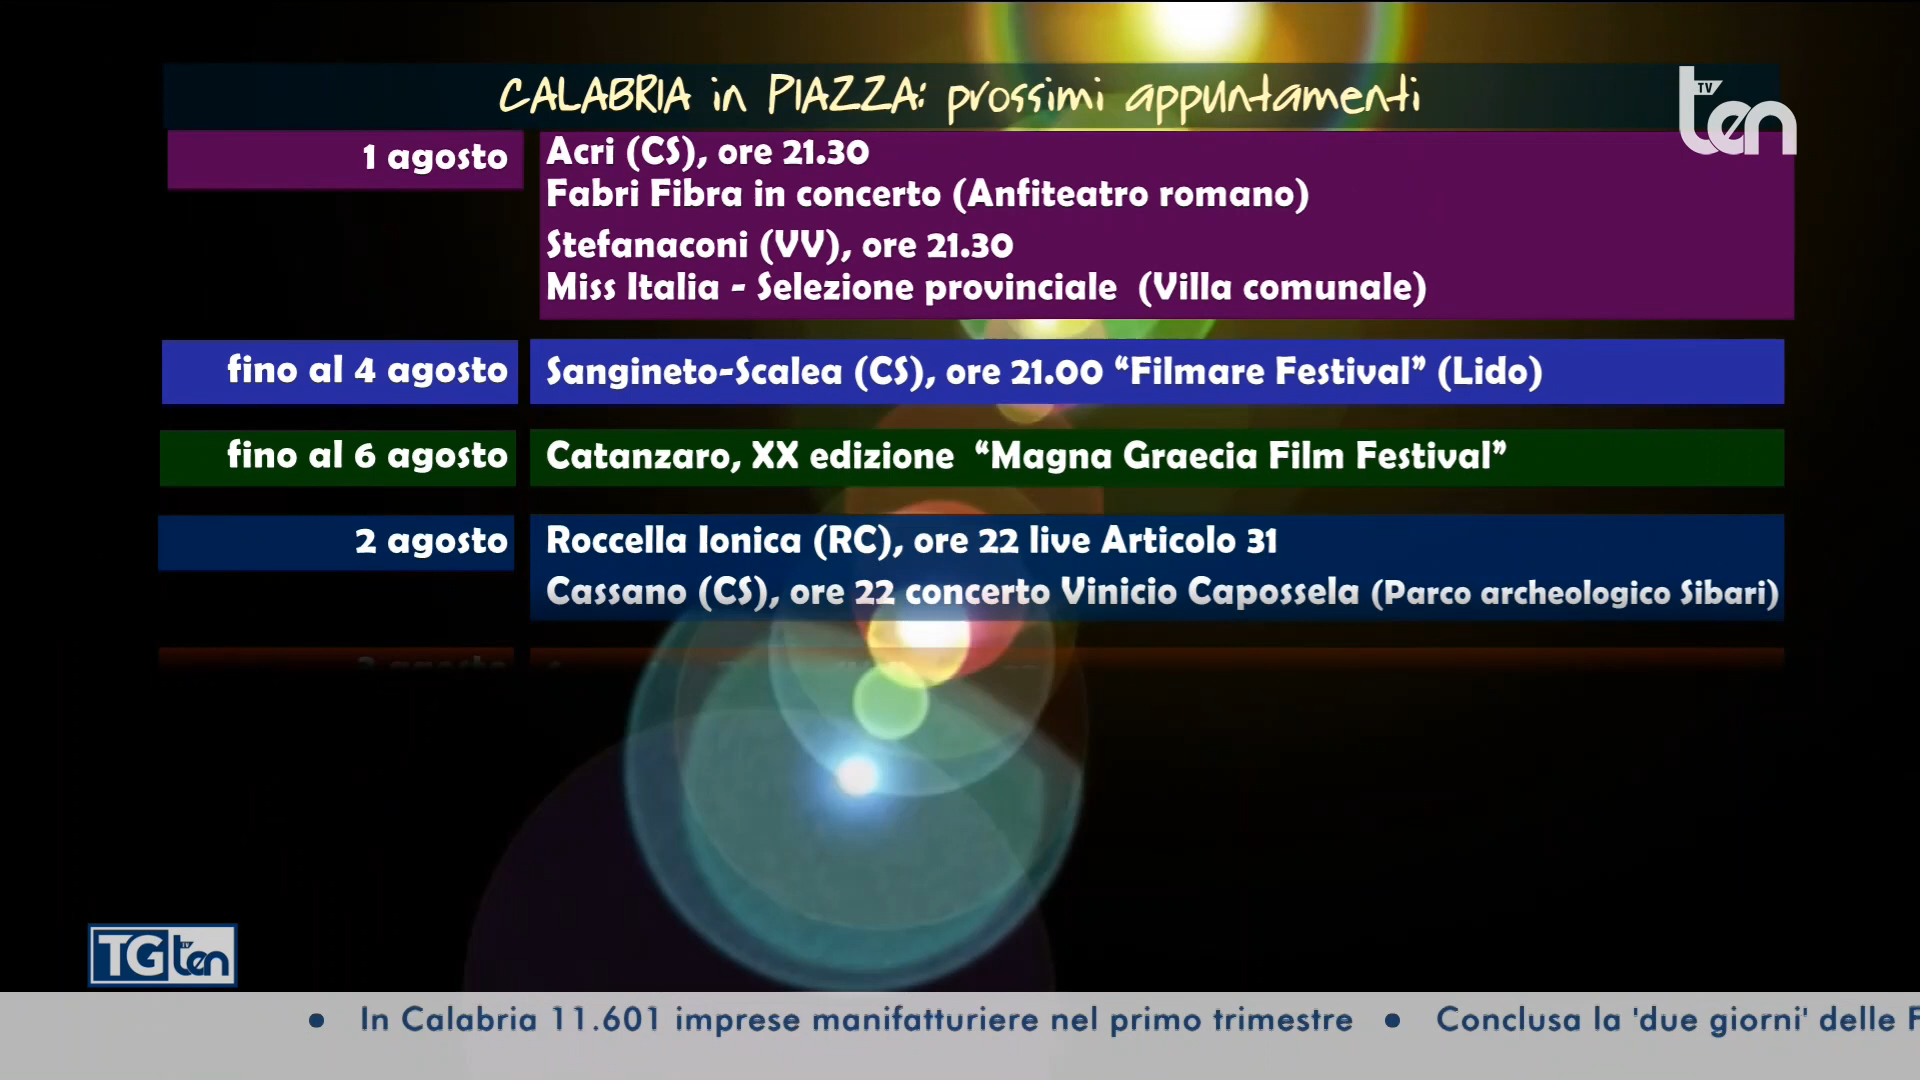 CALABRIA in PIAZZA: prossimi appuntamenti
TV
ten
1 agosto
Acri (CS), ore 21.30
Fabri Fibra in concerto (Anfiteatro romano)
Stefanaconi (VV), ore 21.30
Miss Italia - Selezione provinciale (Villa comunale)
fino al 4 agosto
Sangineto-Scalea (CS), ore 21.00 “Filmare Festival” (Lido)
fino al 6 agosto
Catanzaro, XX edizione “Magna Graecia Film Festival”
2 agosto
Roccella Ionica (RC), ore 22 live Articolo 31
Cassano (CS), ore 22 concerto Vinicio Capossela (Parco archeologico Sibari)
TG TV ten
• In Calabria 11.601 imprese manifatturiere nel primo trimestre • Conclusa la 'due giorni' delle F